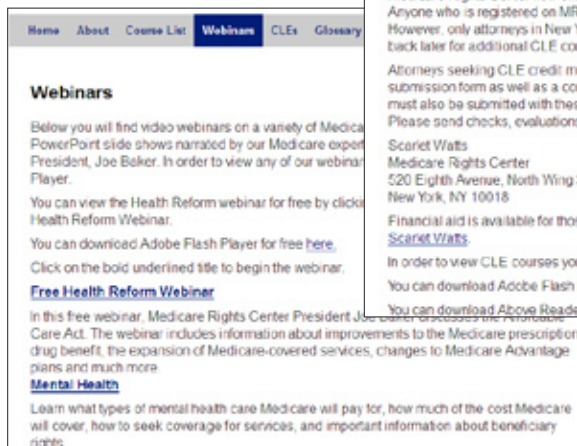 Home About Course List Webinars CLEs Glossary
Webinars
Below you will find video webinars on a variety of Medica
PowerPoint slide shows narrated by our Medicare expert
President, Joe Baker. In order to view any of our webinar
Player.
You can view the Health Reform webinar for free by clicki
Health Reform Webinar.
You can download Adobe Flash Player for free here.
Click on the bold underlined title to begin the webinar.
Free Health Reform Webinar
In this free webinar, Medicare Rights Center President Joe Baker discusses the Affordable
Care Act. The webinar includes information about improvements to the Medicare prescription
drug benefit, the expansion of Medicare-covered services, changes to Medicare Advantage
plans and much more
Mental Health
Learn what types of mental health care Medicare will pay for, how much of the cost Medicare
will cover, how to seek coverage for services, and important information about beneficiary
rights
Anyone who is registered on MR
However, only attorneys in New Y
back later for additional CLE co
Attorneys seeking CLE credit m
submission form as well as a co
must also be submitted with thes
Please send checks, evaluations
Scarlet Watts
Medicare Rights Center
520 Eighth Avenue, North Wing
New York, NY 10018
Financial aid is available for thos
Scarlet Watts.
In order to view CLE courses yo
You can download Adobe Flash
You can download Above Reade